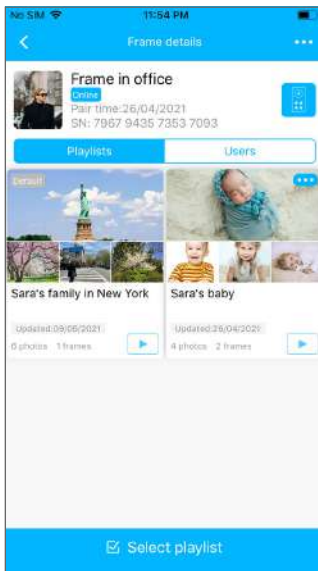 No SIM 11:54 PM
Frame details
Frame in office
Online
Pair time:26/04/2021
SN: 7967 9435 7353 7093
Playlists Users
Default
Sara's family in New York Sara's baby
Updated:09/05/2021 Updated:26/04/2021
6 photos 1 frames 4 photos 2 frames
Select playlist